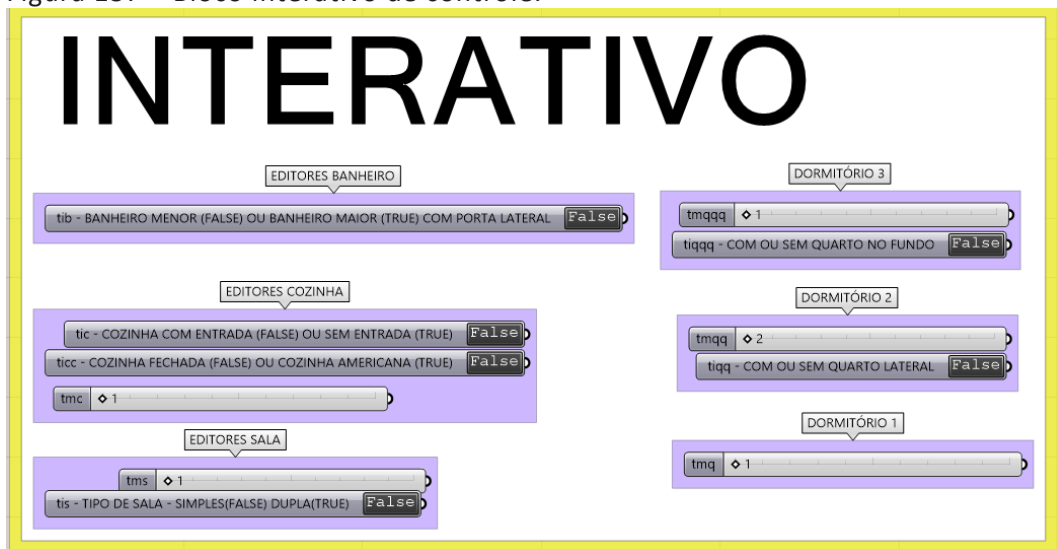 Figura 137 - Bloco interativo de controle.
INTERATIVO
EDITORES BANHEIRO
tib - BANHEIRO MENOR (FALSE) OU BANHEIRO MAIOR (TRUE) COM PORTA LATERAL False
EDITORES COZINHA
tic - COZINHA COM ENTRADA (FALSE) OU SEM ENTRADA (TRUE) False
ticc - COZINHA FECHADA (FALSE) OU COZINHA AMERICANA (TRUE) False
tmc 1
EDITORES SALA
tms 1
tis - TIPO DE SALA - SIMPLES(FALSE) DUPLA(TRUE) False
DORMITÓRIO 3
tmqqq 1
tiqqq - COM OU SEM QUARTO NO FUNDO False
DORMITÓRIO 2
tmqq 2
tiqq - COM OU SEM QUARTO LATERAL False
DORMITÓRIO 1
tmq 1